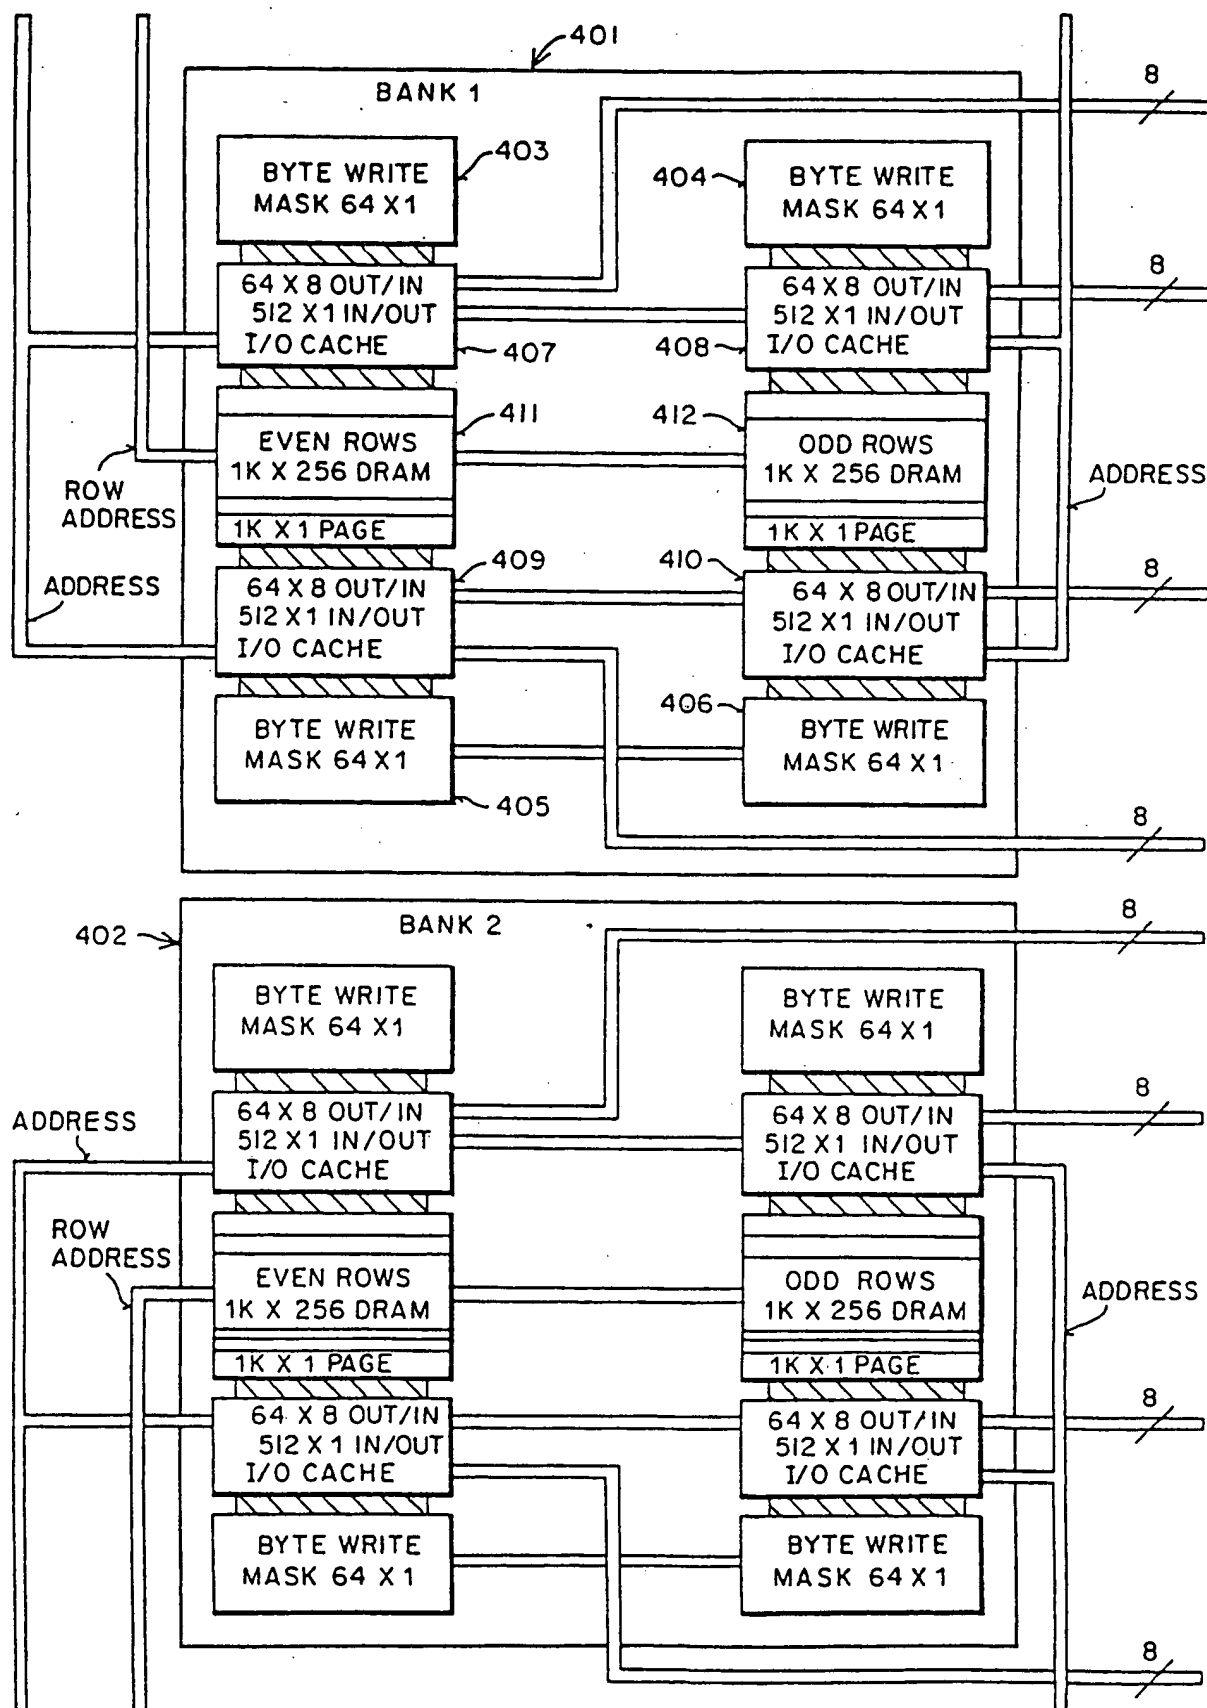 401
BANK 1
8
BYTE WRITE
MASK 64 X 1
403
404
BYTE WRITE
MASK 64 X 1
8
64 X 8 OUT/IN
512 X 1 IN/OUT
I/O CACHE
407
408
64 X 8 OUT/IN
512 X 1 IN/OUT
I/O CACHE
411
EVEN ROWS
1K X 256 DRAM
1K X 1 PAGE
412
ODD ROWS
1K X 256 DRAM
1K X 1 PAGE
ROW
ADDRESS
ADDRESS
ADDRESS
8
409
64 X 8 OUT/IN
512 X 1 IN/OUT
I/O CACHE
410
64 X 8 OUT/IN
512 X 1 IN/OUT
I/O CACHE
BYTE WRITE
MASK 64 X 1
405
406
BYTE WRITE
MASK 64 X 1
8
402
BANK 2
8
BYTE WRITE
MASK 64 X 1
BYTE WRITE
MASK 64 X 1
8
ADDRESS
64 X 8 OUT/IN
512 X 1 IN/OUT
I/O CACHE
64 X 8 OUT/IN
512 X 1 IN/OUT
I/O CACHE
ROW
ADDRESS
EVEN ROWS
1K X 256 DRAM
1K X 1 PAGE
ODD ROWS
1K X 256 DRAM
1K X 1 PAGE
ADDRESS
8
64 X 8 OUT/IN
512 X 1 IN/OUT
I/O CACHE
64 X 8 OUT/IN
512 X 1 IN/OUT
I/O CACHE
BYTE WRITE
MASK 64 X 1
BYTE WRITE
MASK 64 X 1
8